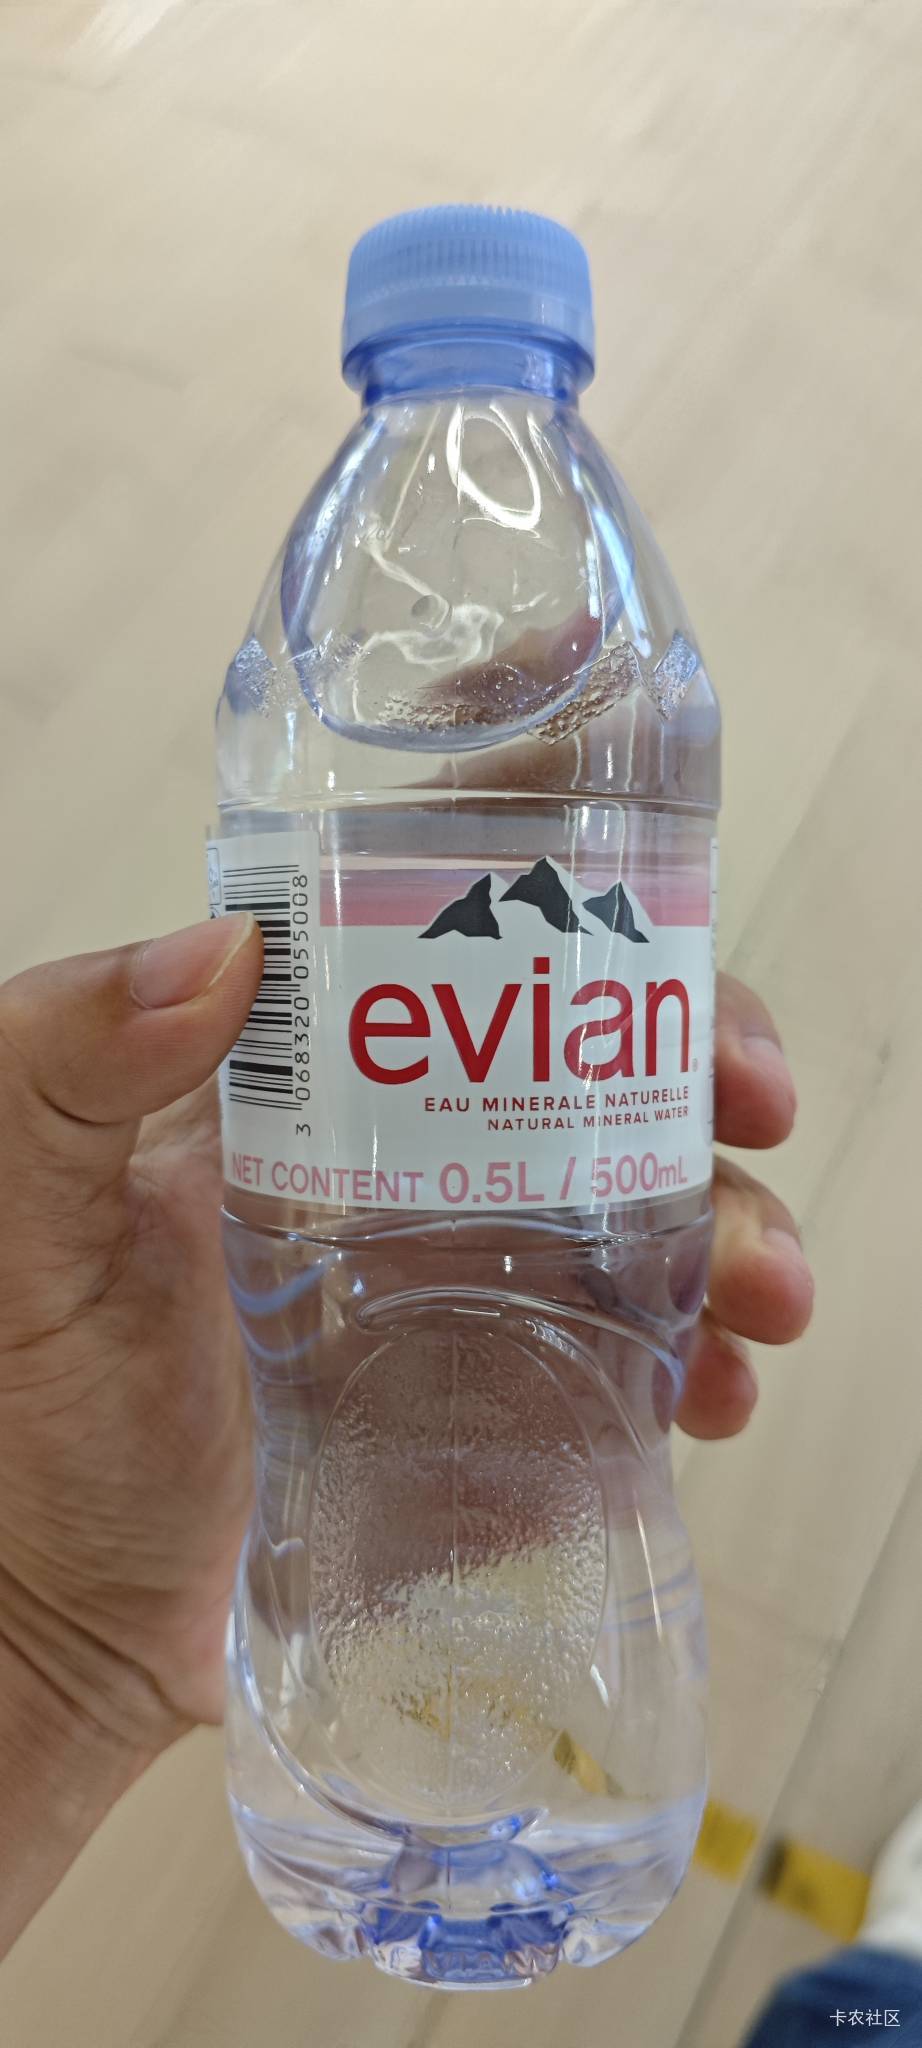 evian®
EAU MINERALE NATURELLE
NATURAL MINERAL WATER
NET CONTENT 0.5L / 500mL
3 068320 055008
卡农社区